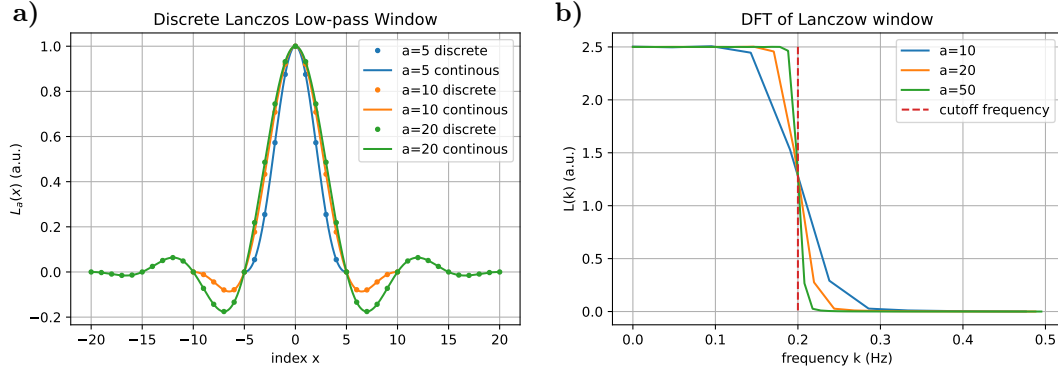 a)
Discrete Lanczos Low-pass Window
1.0
0.8
0.6
0.4
0.2
0.0
−0.2
L_a(x) (a.u.)
−20 −15 −10 −5 0 5 10 15 20
index x
a=5 discrete
a=5 continous
a=10 discrete
a=10 continous
a=20 discrete
a=20 continous
b)
DFT of Lanczow window
2.5
2.0
1.5
1.0
0.5
0.0
L(k) (a.u.)
0.0 0.1 0.2 0.3 0.4 0.5
frequency k (Hz)
a=10
a=20
a=50
cutoff frequency